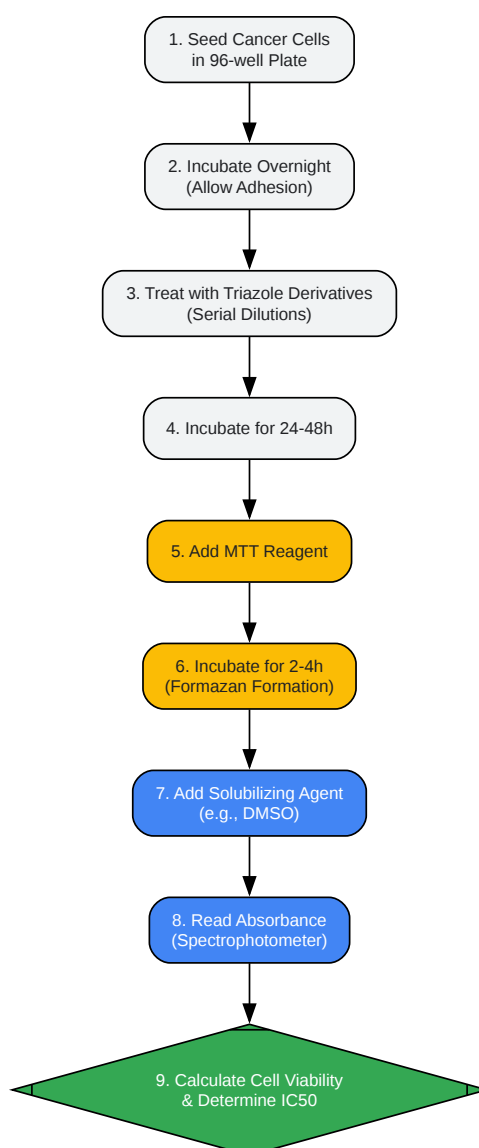 1. Seed Cancer Cells
in 96-well Plate
2. Incubate Overnight
(Allow Adhesion)
3. Treat with Triazole Derivatives
(Serial Dilutions)
4. Incubate for 24-48h
5. Add MTT Reagent
6. Incubate for 2-4h
(Formazan Formation)
7. Add Solubilizing Agent
(e.g., DMSO)
8. Read Absorbance
(Spectrophotometer)
9. Calculate Cell Viability
& Determine IC50